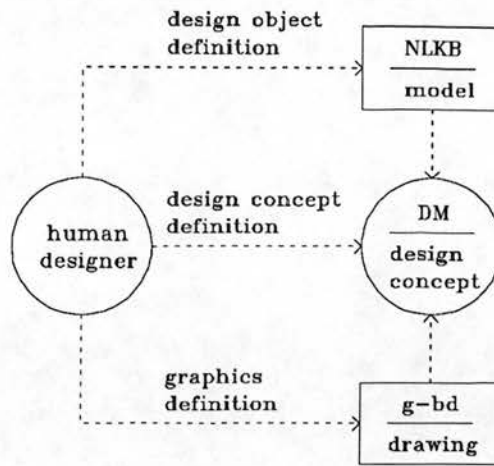 design object
definition
NLKB
model
human
designer
design concept
definition
DM
design
concept
graphics
definition
g-bd
drawing